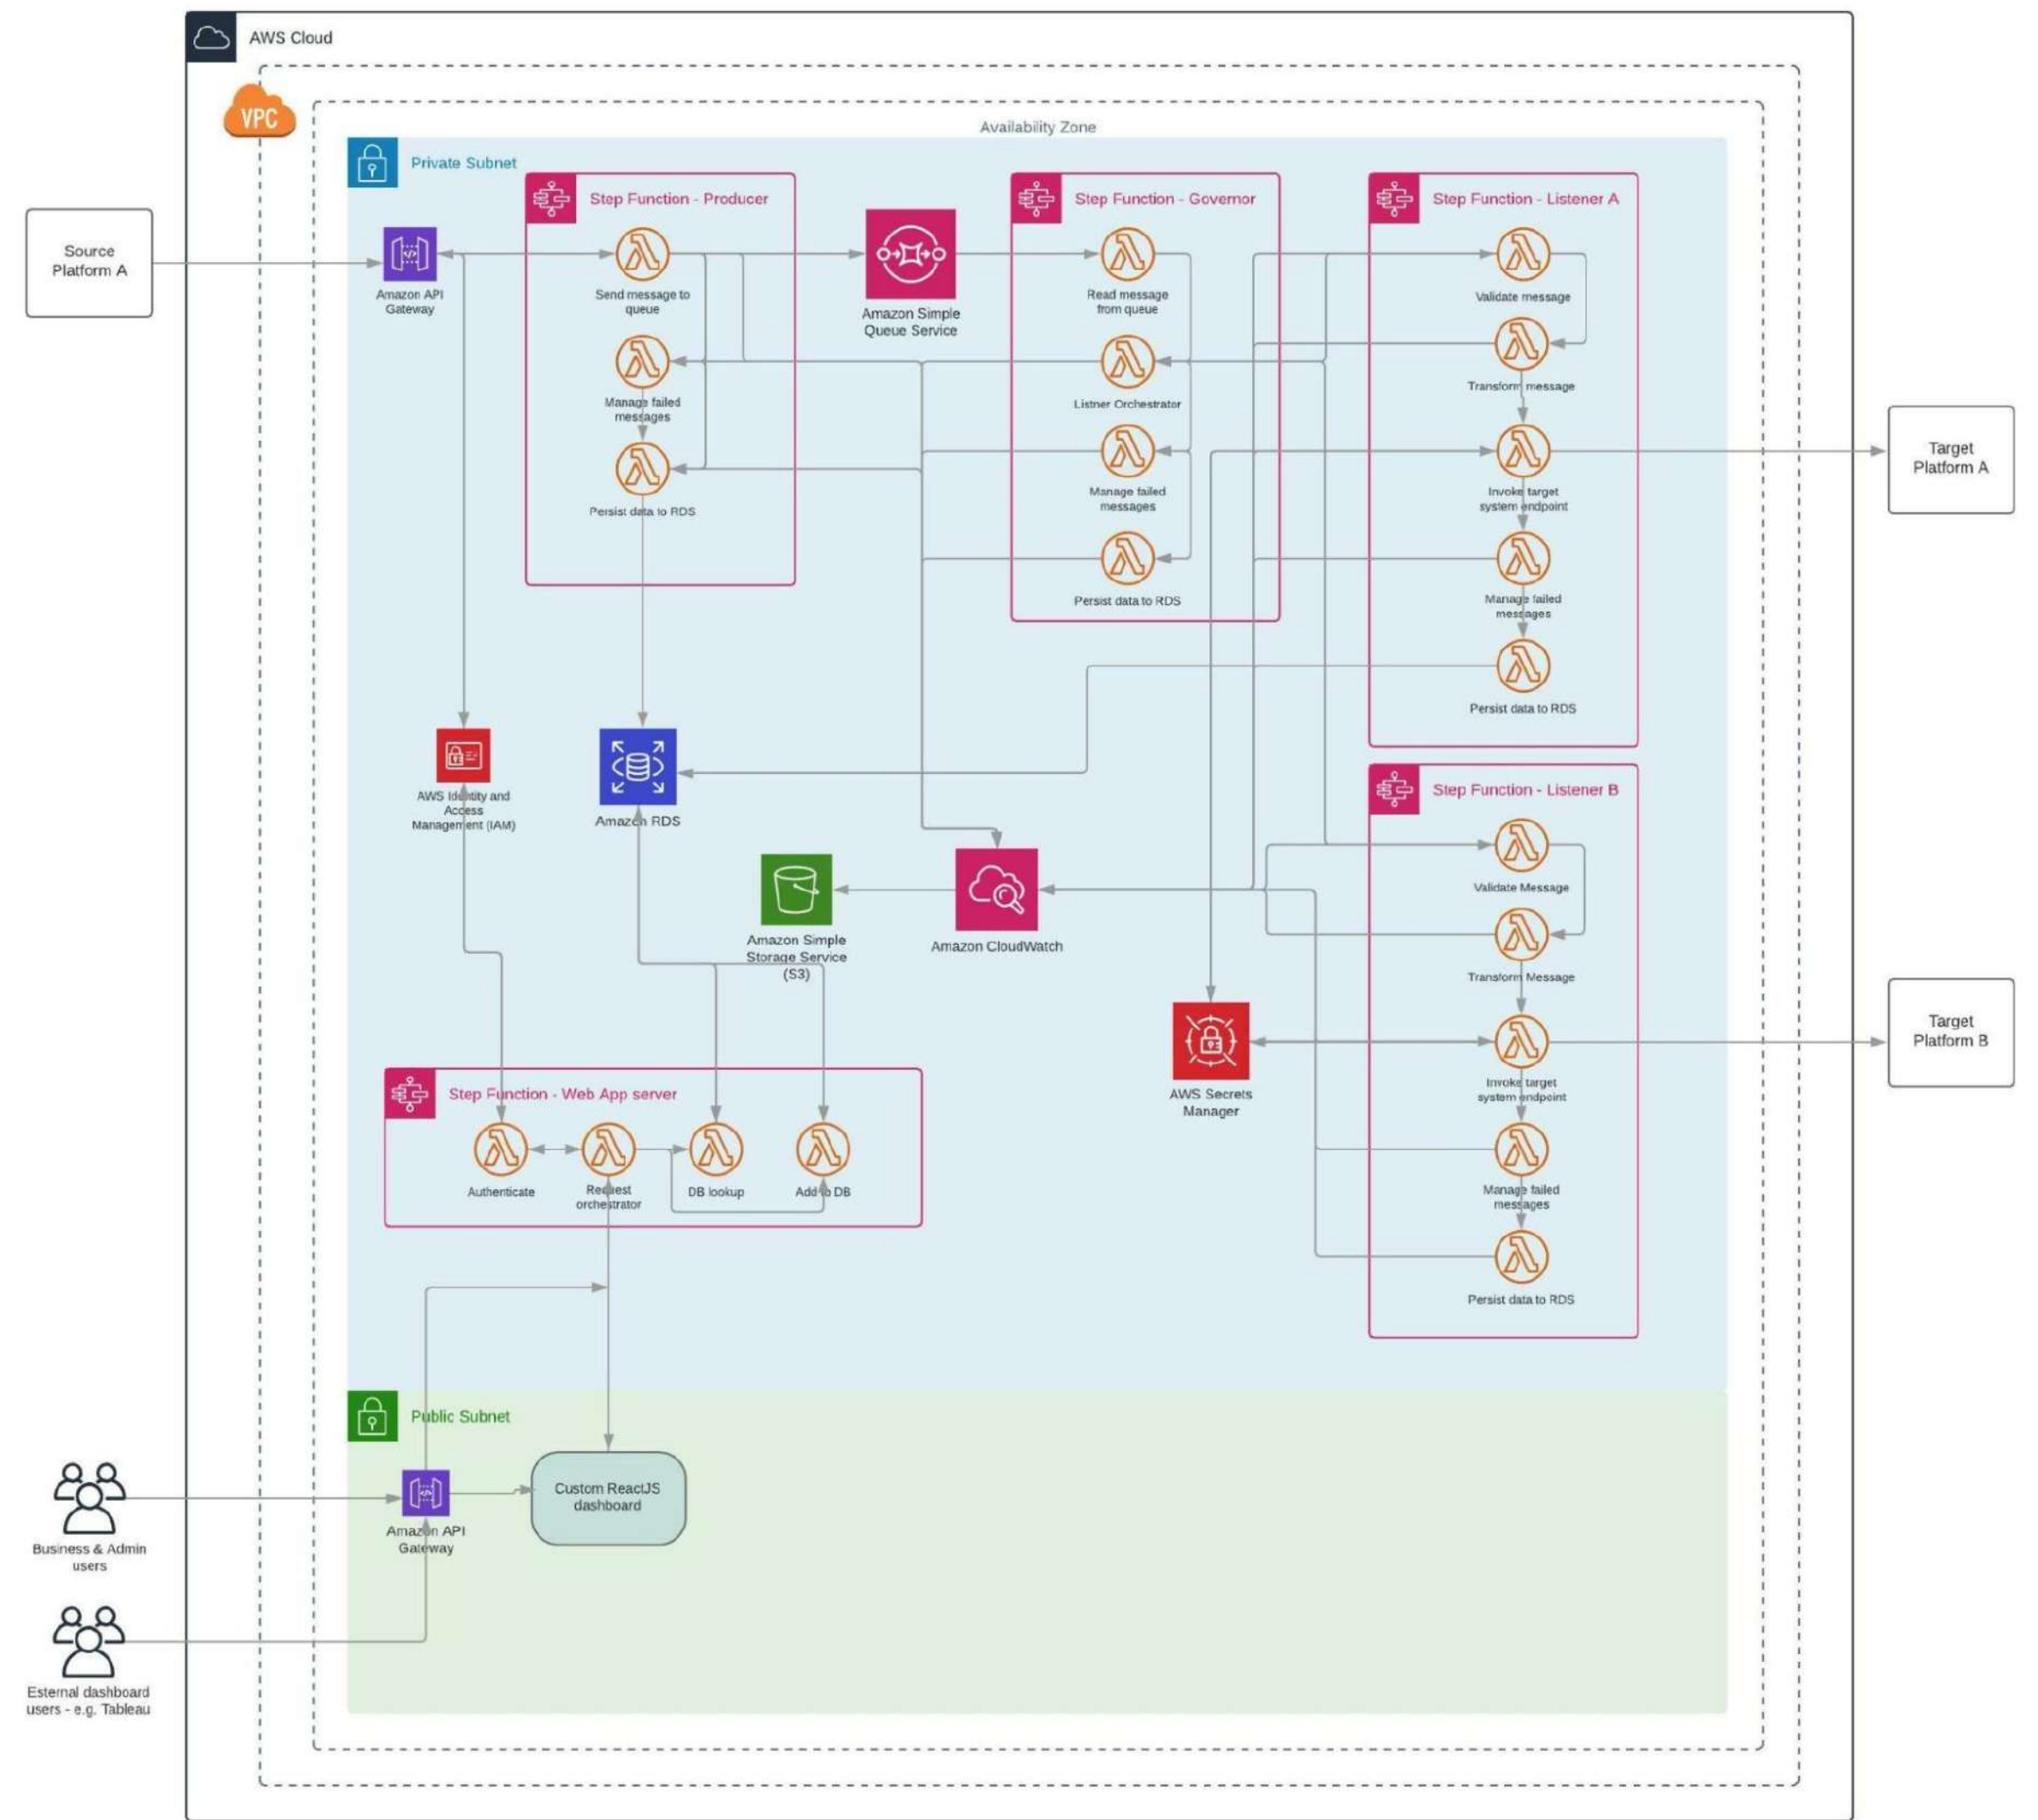 AWS Cloud
VPC
Availability Zone
Private Subnet
Source
Platform A
Amazon API
Gateway
Step Function - Producer
Send message to
queue
Manage failed
messages
Persist data to RDS
Amazon Simple
Queue Service
Step Function - Governor
Read message
from queue
Listner Orchestrator
Manage failed
messages
Persist data to RDS
Step Function - Listener A
Validate message
Transform message
Invoke target
system endpoint
Manage failed
messages
Persist data to RDS
Target
Platform A
AWS Identity and
Access
Management (IAM)
Amazon RDS
Amazon Simple
Storage Service
(S3)
Amazon CloudWatch
AWS Secrets
Manager
Step Function - Listener B
Validate Message
Transform Message
Invoke target
system endpoint
Manage failed
messages
Persist data to RDS
Target
Platform B
Step Function - Web App server
Authenticate
Request
orchestrator
DB lookup
Add to DB
Public Subnet
Amazon API
Gateway
Custom ReactJS
dashboard
Business & Admin
users
Esternal dashboard
users - e.g. Tableau